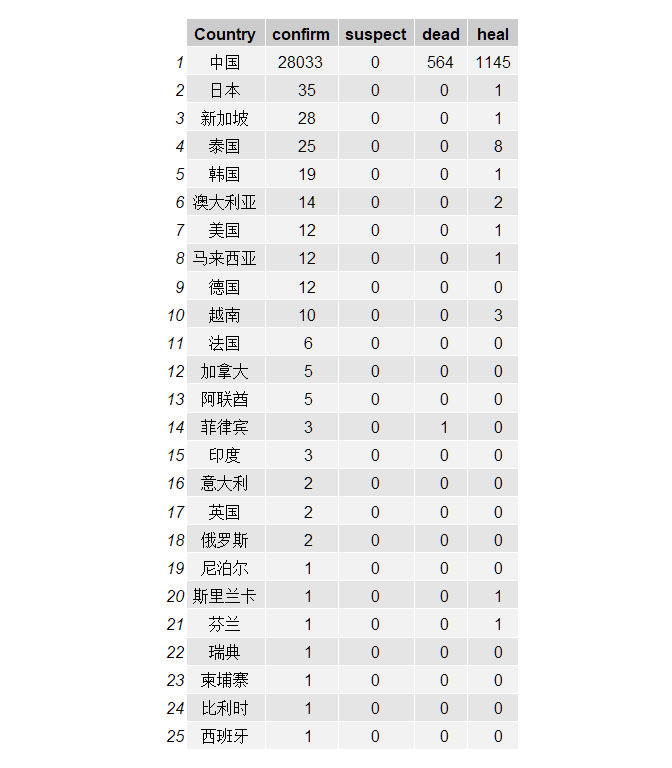 Country confirm suspect dead heal
1 中国 28033 0 564 1145
2 日本 35 0 0 1
3 新加坡 28 0 0 1
4 泰国 25 0 0 8
5 韩国 19 0 0 1
6 澳大利亚 14 0 0 2
7 美国 12 0 0 1
8 马来西亚 12 0 0 1
9 德国 12 0 0 0
10 越南 10 0 0 3
11 法国 6 0 0 0
12 加拿大 5 0 0 0
13 阿联酋 5 0 0 0
14 菲律宾 3 0 1 0
15 印度 3 0 0 0
16 意大利 2 0 0 0
17 英国 2 0 0 0
18 俄罗斯 2 0 0 0
19 尼泊尔 1 0 0 0
20 斯里兰卡 1 0 0 1
21 芬兰 1 0 0 1
22 瑞典 1 0 0 0
23 柬埔寨 1 0 0 0
24 比利时 1 0 0 0
25 西班牙 1 0 0 0